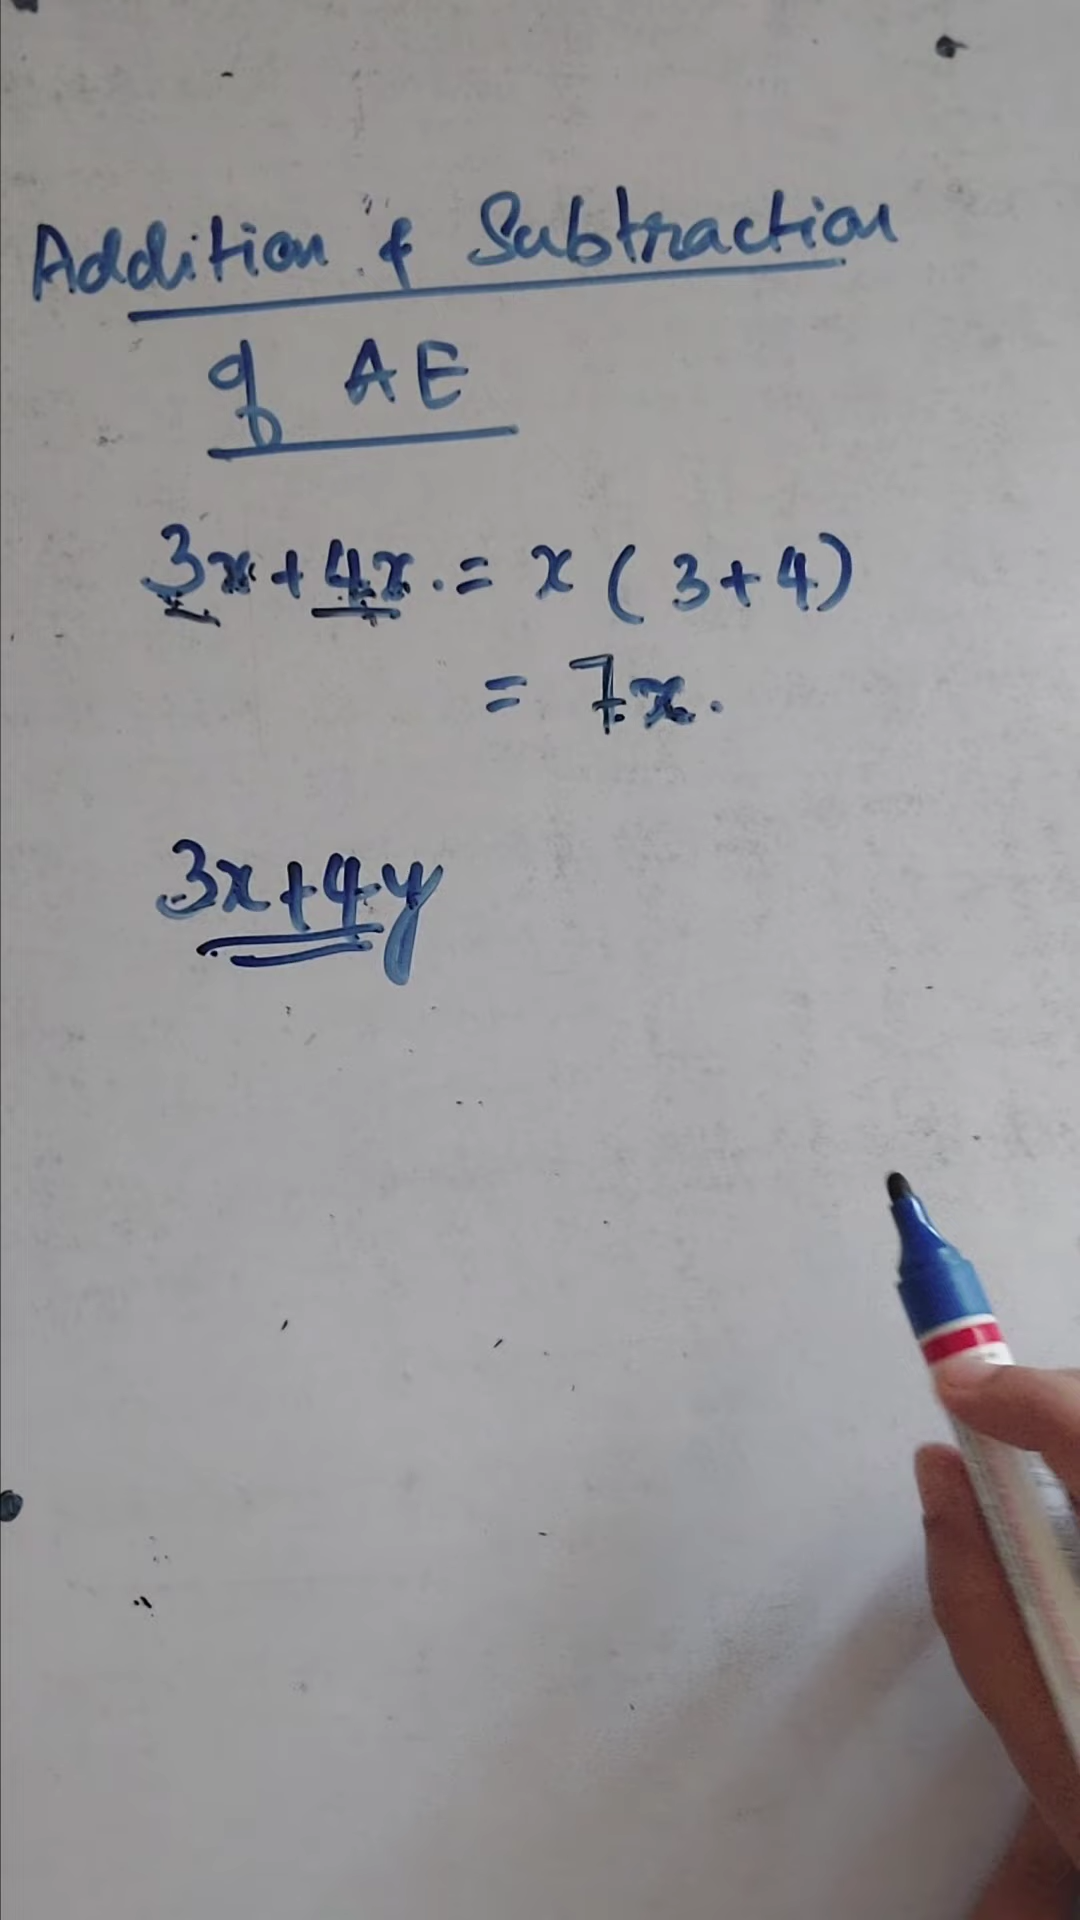 Addition & Subtraction
of AE
3x + 4x. = x ( 3 + 4 )
= 7x.
3x + 4y